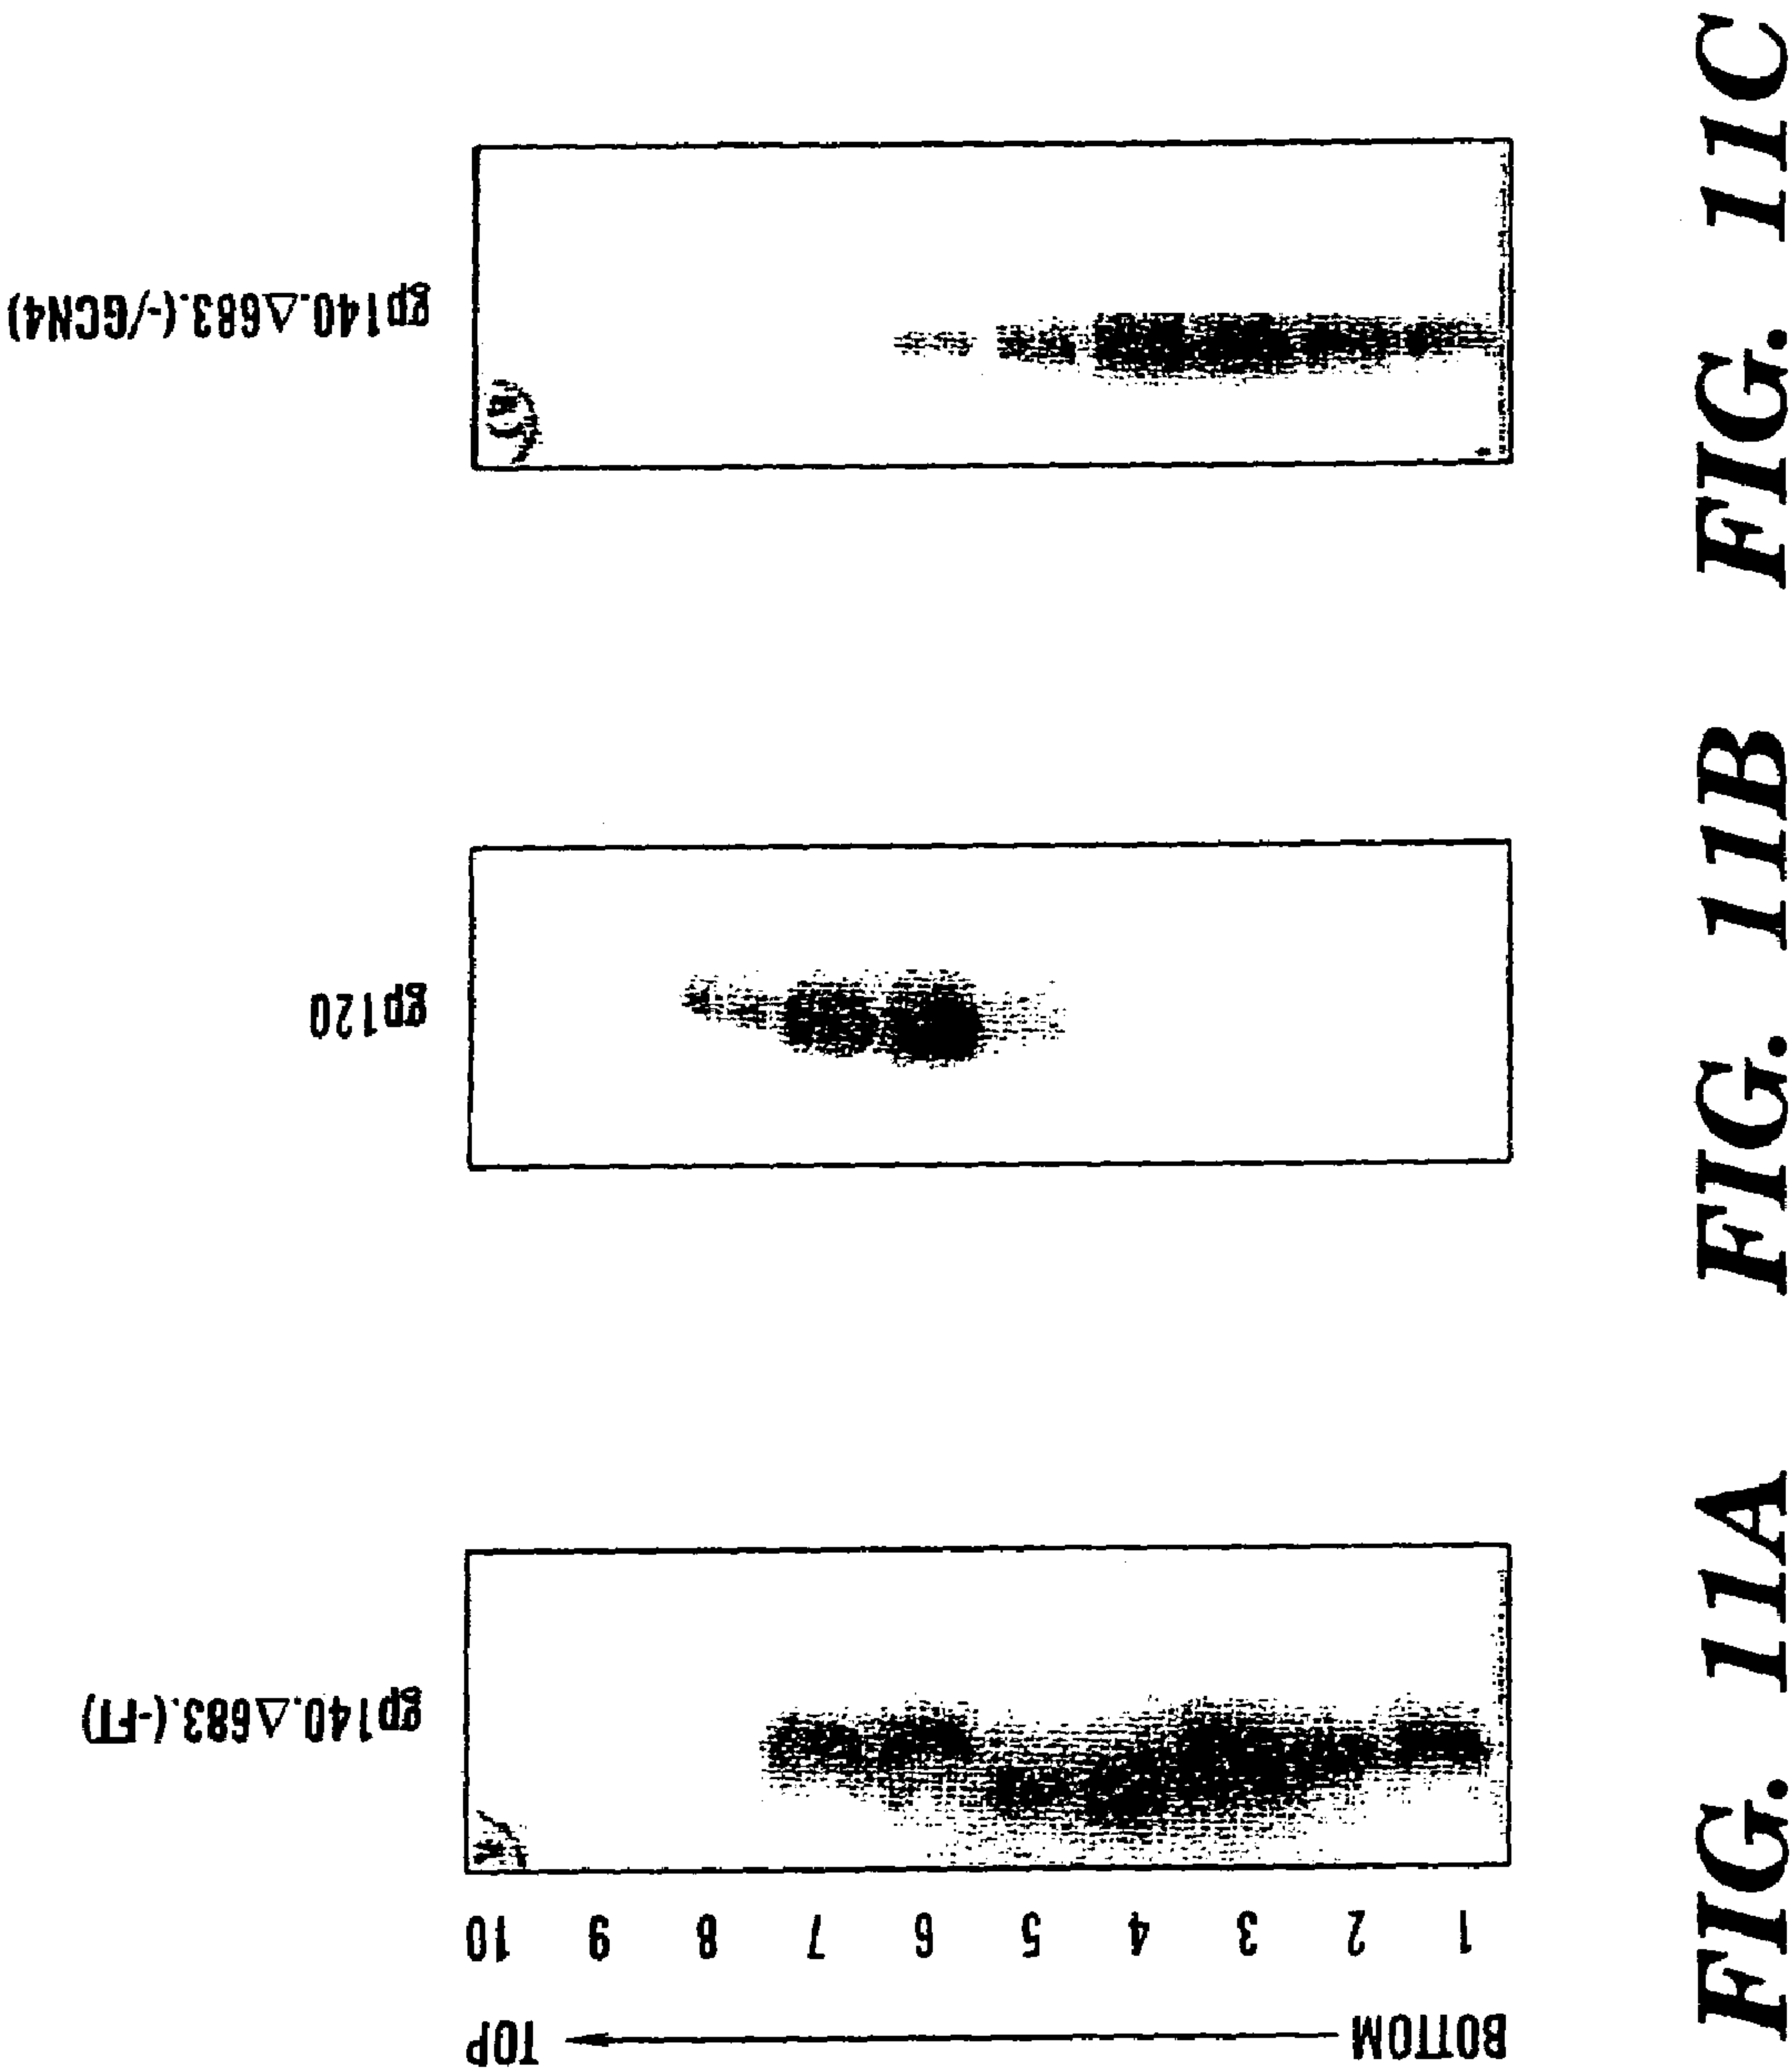 gp140.Δ683.(-/GCN4)
FIG. 11C
gp120
FIG. 11B
gp140.Δ683.(-FT)
FIG. 11A
10 9 8 7 6 5 4 3 2 1
TOP BOTTOM